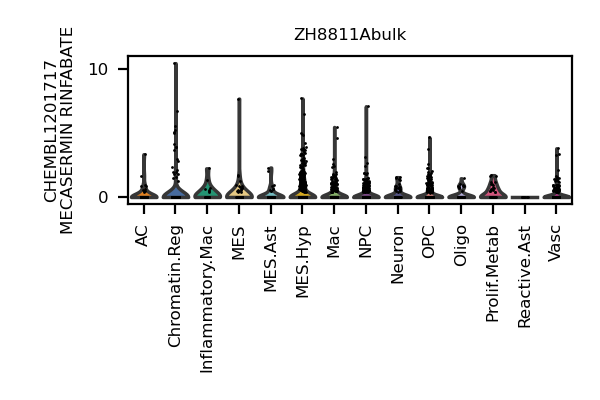 ZH8811Abulk
CHEMBL1201717
MECASERMIN RINFABATE
10
0
AC
Chromatin.Reg
Inflammatory.Mac
MES
MES.Ast
MES.Hyp
Mac
NPC
Neuron
OPC
Oligo
Prolif.Metab
Reactive.Ast
Vasc